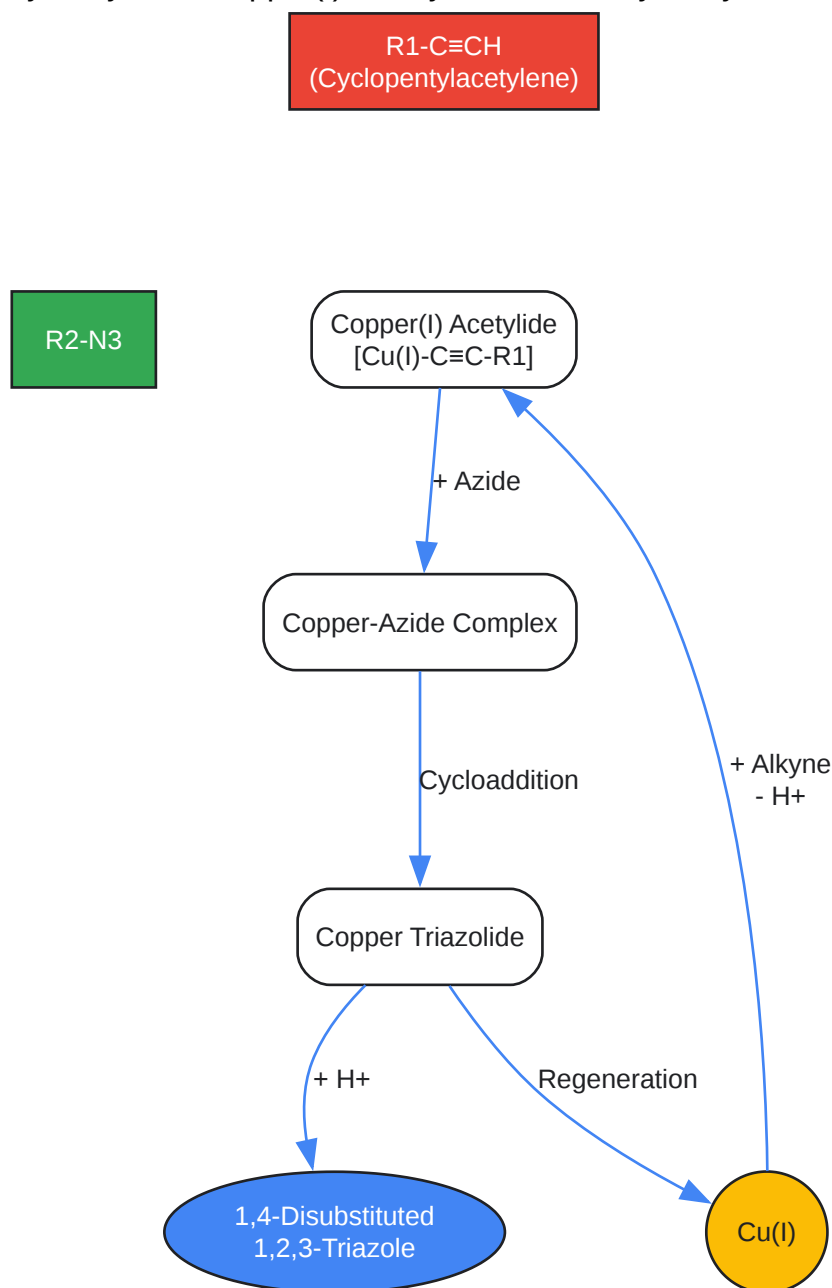 R1-C≡CH
(Cyclopentylacetylene)
R2-N3
Copper(I) Acetylide
[Cu(I)-C≡C-R1]
+ Azide
Copper-Azide Complex
+ Alkyne
- H+
Cycloaddition
Copper Triazolide
+ H+
Regeneration
1,4-Disubstituted
1,2,3-Triazole
Cu(I)